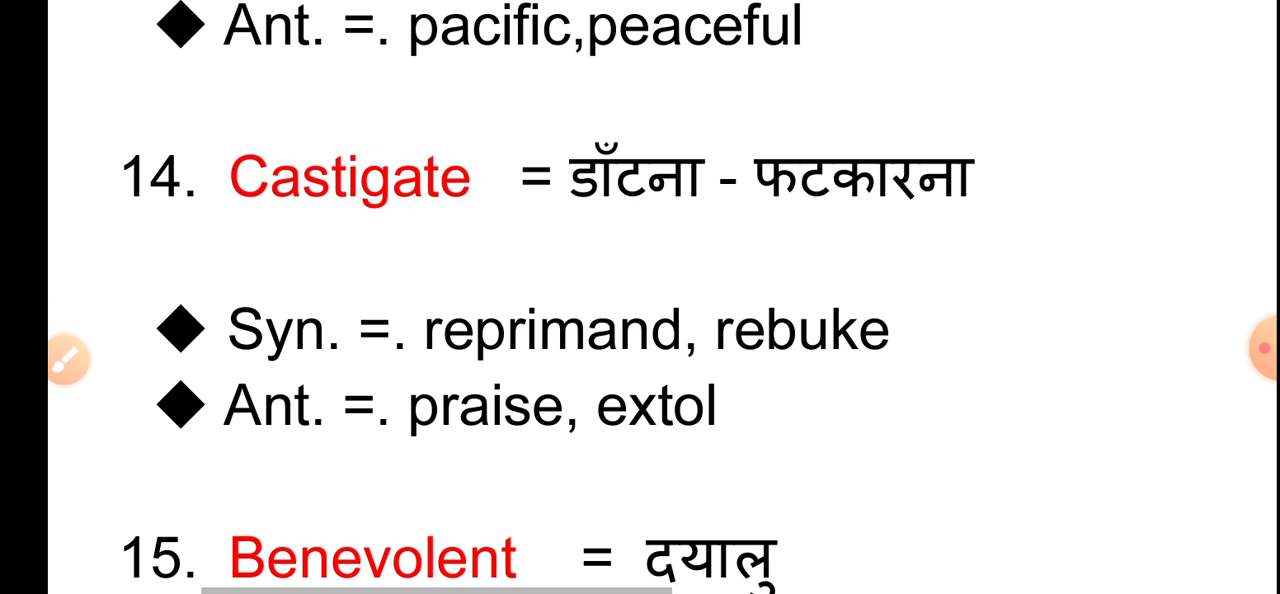 ◆ Ant. =. pacific,peaceful
14. Castigate = डाँटना - फटकारना
◆ Syn. =. reprimand, rebuke
◆ Ant. =. praise, extol
15. Benevolent = दयालु